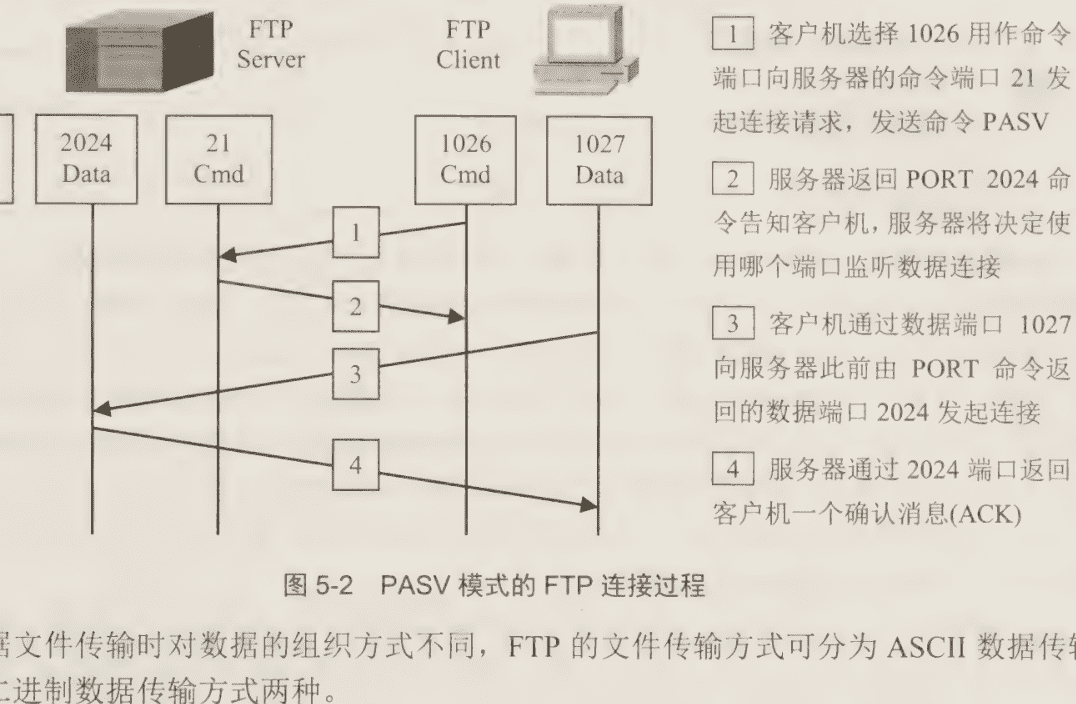 FTP
Server
FTP
Client
2024
Data
21
Cmd
1026
Cmd
1027
Data
1
2
3
4
1 客户机选择 1026 用作命令
端口向服务器的命令端口 21 发
起连接请求，发送命令 PASV
2 服务器返回 PORT 2024 命
令告知客户机，服务器将决定使
用哪个端口监听数据连接
3 客户机通过数据端口 1027
向服务器此前由 PORT 命令返
回的数据端口 2024 发起连接
4 服务器通过 2024 端口返回
客户机一个确认消息(ACK)
图 5-2 PASV 模式的 FTP 连接过程
据文件传输时对数据的组织方式不同，FTP 的文件传输方式可分为 ASCII 数据传输
二进制数据传输方式两种。